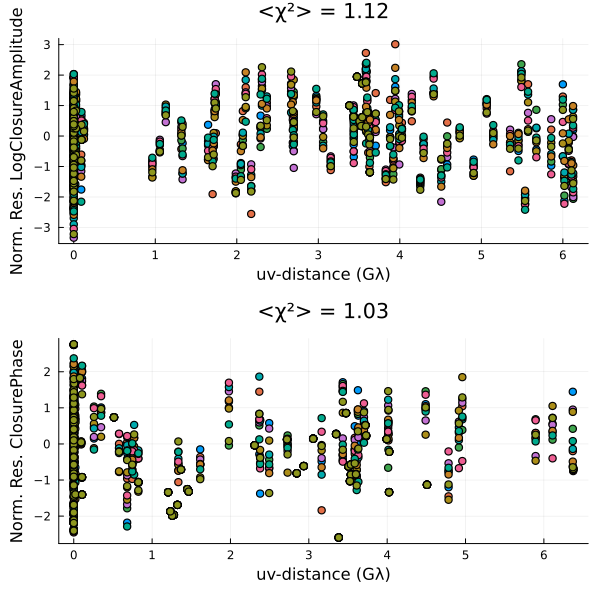 <χ²> = 1.12
Norm. Res. LogClosureAmplitude
3
2
1
0
−1
−2
−3
0 1 2 3 4 5 6
uv-distance (Gλ)
<χ²> = 1.03
Norm. Res. ClosurePhase
2
1
0
−1
−2
0 1 2 3 4 5 6
uv-distance (Gλ)